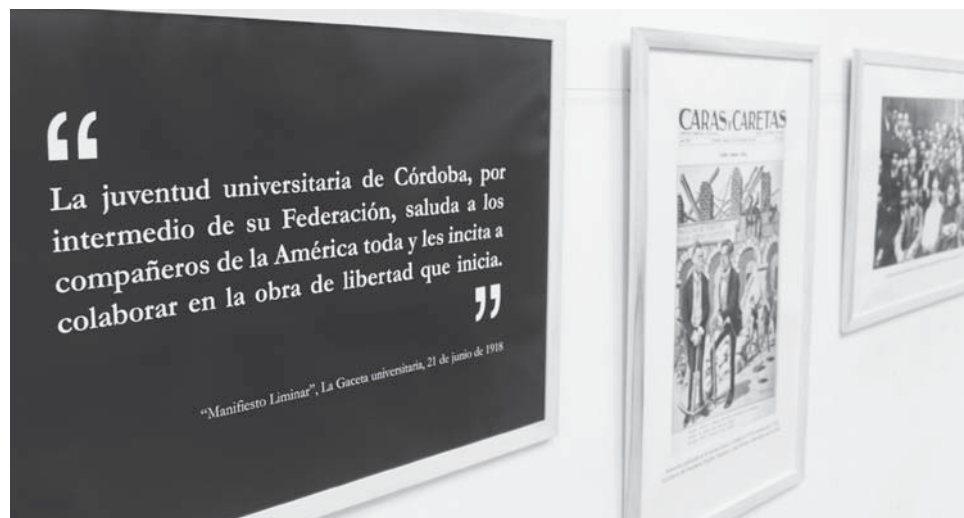 “
La juventud universitaria de Córdoba, por
intermedio de su Federación, saluda a los
compañeros de la América toda y les incita a
colaborar en la obra de libertad que inicia.
”
“Manifiesto Liminar”, La Gaceta universitaria, 21 de junio de 1918
CARAS Y CARETAS